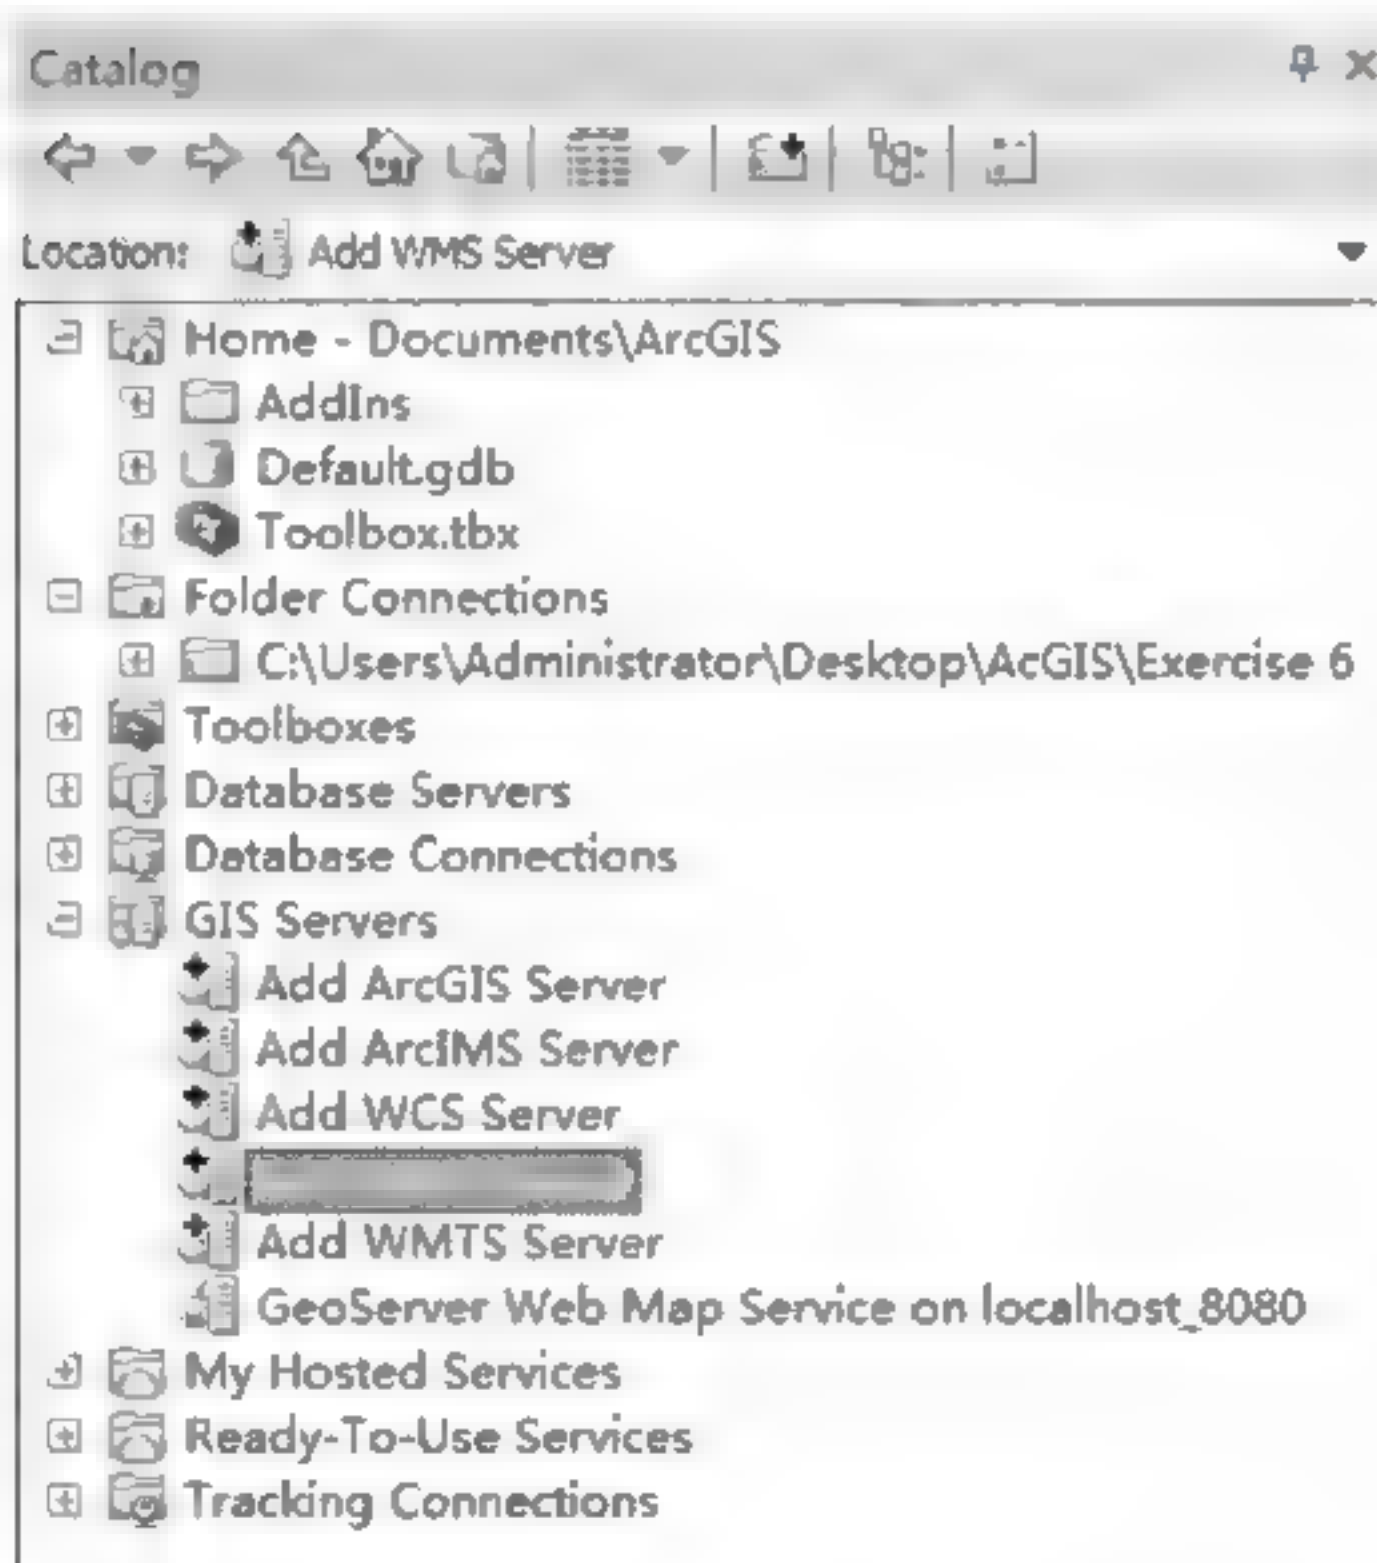 Catalog
Location: Add WMS Server
Home - Documents\ArcGIS
AddIns
Default.gdb
Toolbox.tbx
Folder Connections
C:\Users\Administrator\Desktop\AcGIS\Exercise 6
Toolboxes
Database Servers
Database Connections
GIS Servers
Add ArcGIS Server
Add ArcIMS Server
Add WCS Server
Add WMTS Server
GeoServer Web Map Service on localhost_8080
My Hosted Services
Ready-To-Use Services
Tracking Connections